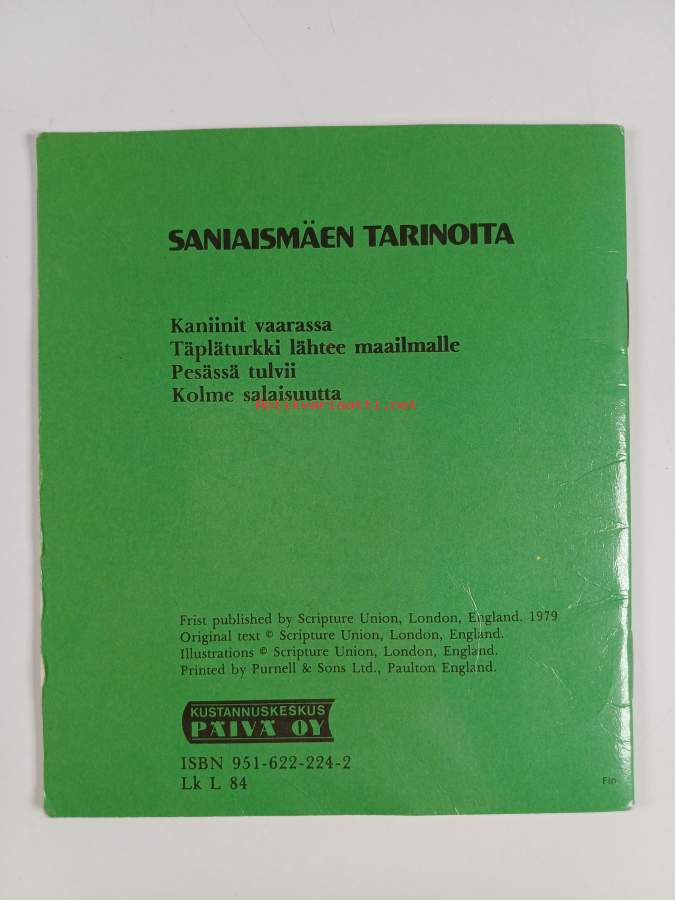 SANIAISMÄEN TARINOITA
Kaniinit vaarassa
Täpläturkki lähtee maailmalle
Pesässä tulvii
Kolme salaisuutta
Antikvariaatti.net
Frist published by Scripture Union, London, England. 1979
Original text © Scripture Union, London, England.
Illustrations © Scripture Union, London, England.
Printed by Purnell & Sons Ltd., Paulton England.
KUSTANNUSKESKUS
PÄIVÄ OY
ISBN 951-622-224-2
Lk L 84
Fin